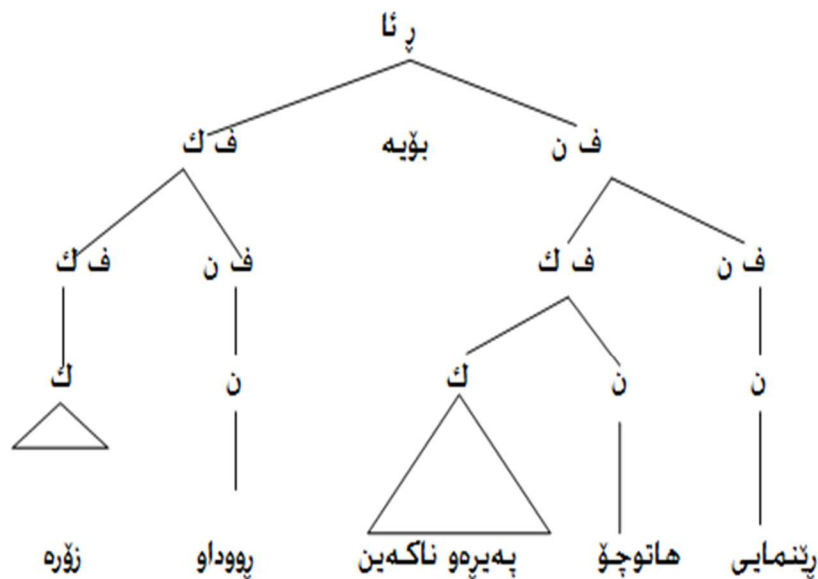 ڕ ئا
ف ن بۆیە ف ك
ف ن ف ك ف ن ف ك
ن ن ك ن ك
ڕێنمایی هاتوچۆ پەیڕەو ناکەین ڕووداو زۆرە